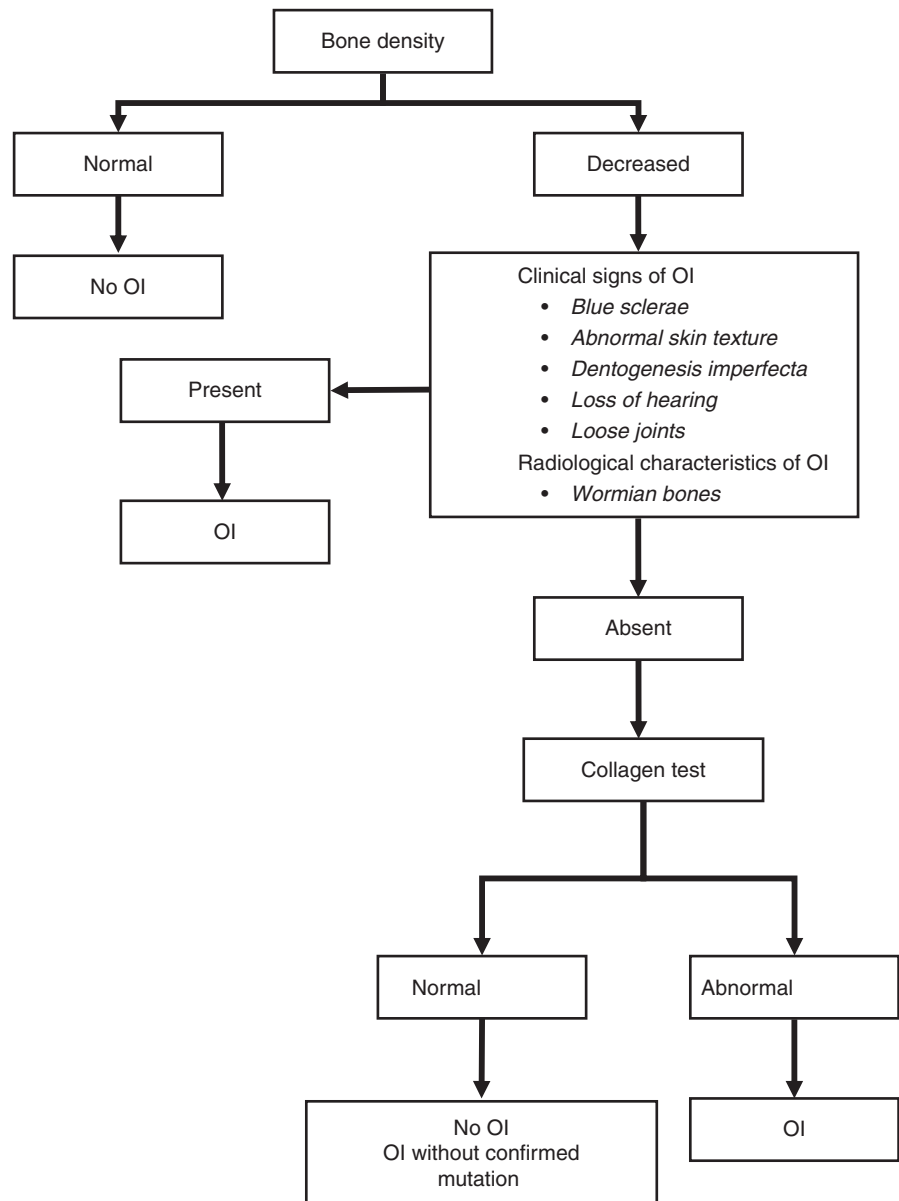 Bone density
Normal
Decreased
No OI
Clinical signs of OI
• Blue sclerae
• Abnormal skin texture
• Dentogenesis imperfecta
• Loss of hearing
• Loose joints
Radiological characteristics of OI
• Wormian bones
Present
OI
Absent
Collagen test
Normal
Abnormal
No OI
OI without confirmed
mutation
OI